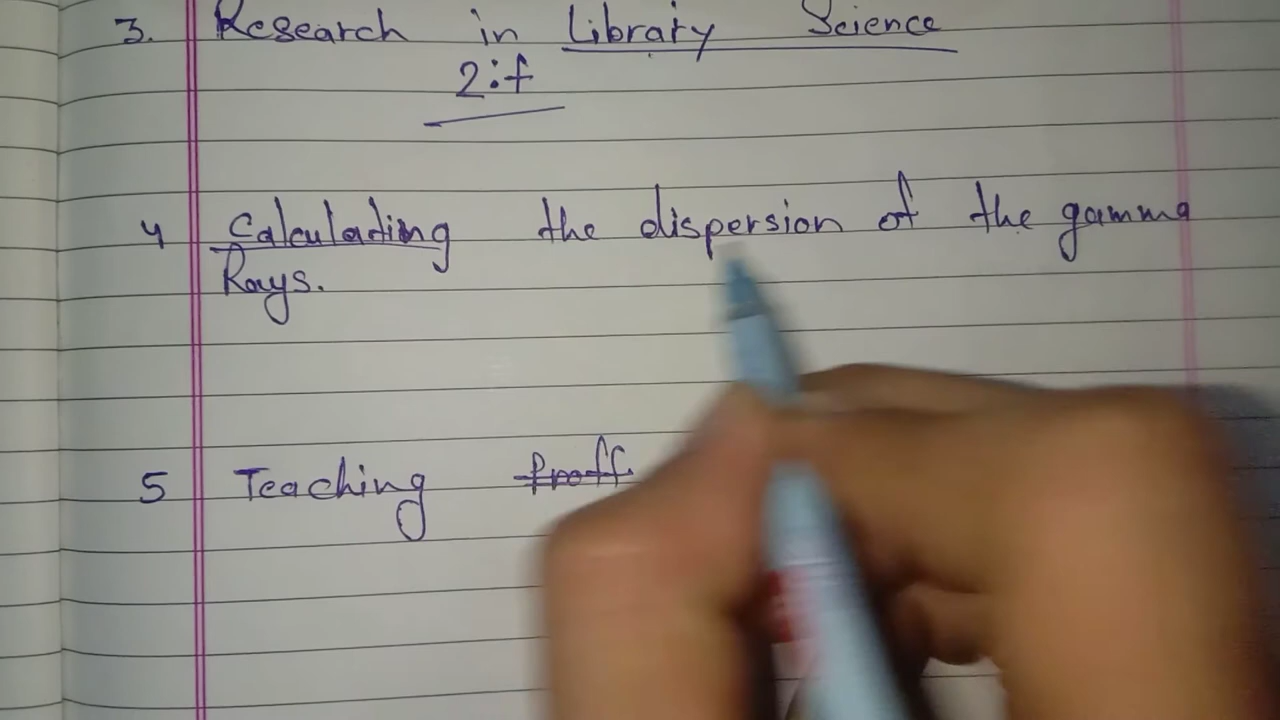 3. Research in Library Science
2:f
4 Calculating the dispersion of the gamma
Rays.
5 Teaching